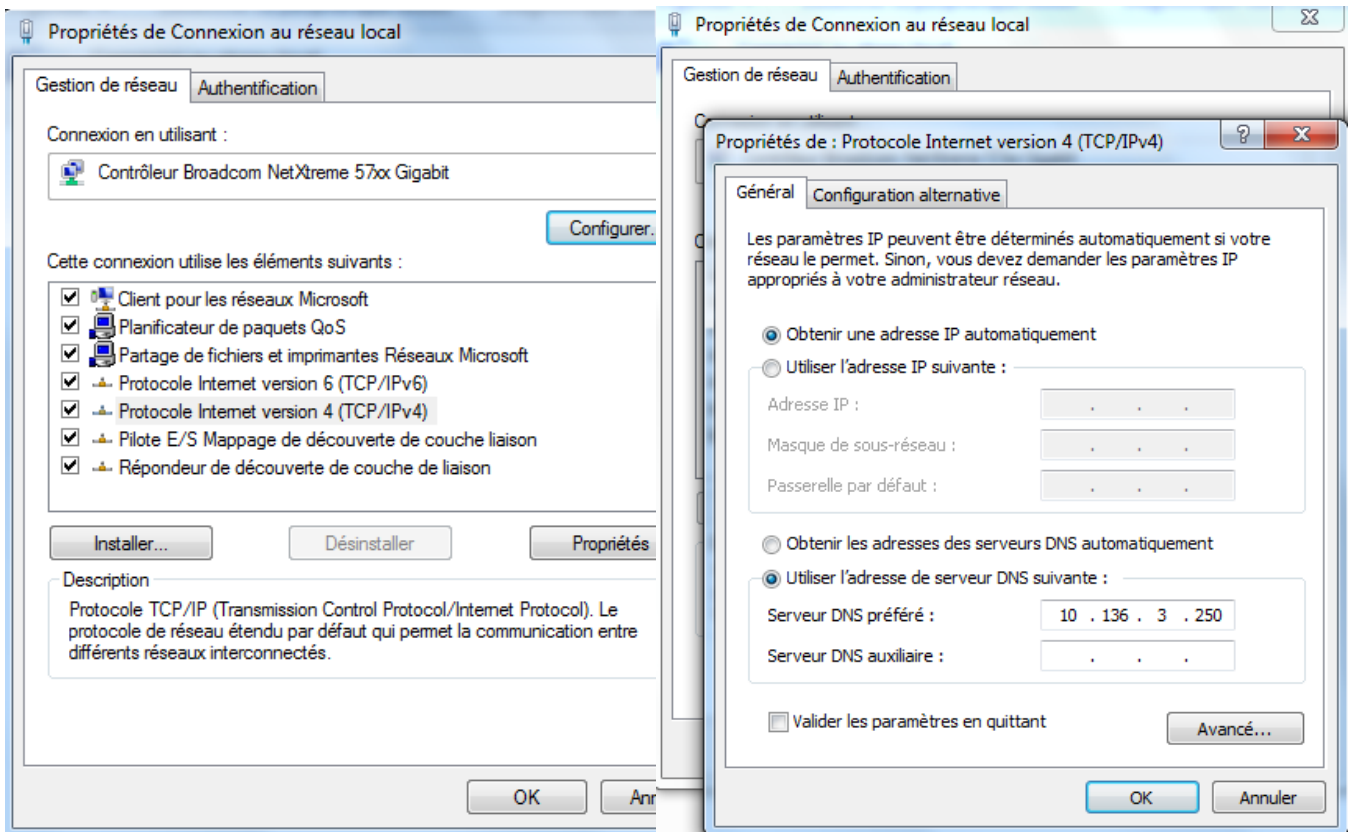 Propriétés de Connexion au réseau local
Gestion de réseau
Authentification
Connexion en utilisant :
Contrôleur Broadcom NetXtreme 57xx Gigabit
Configurer.
Cette connexion utilise les éléments suivants :
Client pour les réseaux Microsoft
Planificateur de paquets QoS
Partage de fichiers et imprimantes Réseaux Microsoft
Protocole Internet version 6 (TCP/IPv6)
Protocole Internet version 4 (TCP/IPv4)
Pilote E/S Mappage de découverte de couche liaison
Répondeur de découverte de couche de liaison
Installer...
Désinstaller
Propriétés
Description
Protocole TCP/IP (Transmission Control Protocol/Internet Protocol). Le
protocole de réseau étendu par défaut qui permet la communication entre
différents réseaux interconnectés.
OK
Ann
Propriétés de Connexion au réseau local
Gestion de réseau
Authentification
Propriétés de : Protocole Internet version 4 (TCP/IPv4)
Général
Configuration alternative
Les paramètres IP peuvent être déterminés automatiquement si votre
réseau le permet. Sinon, vous devez demander les paramètres IP
appropriés à votre administrateur réseau.
Obtenir une adresse IP automatiquement
Utiliser l'adresse IP suivante :
Adresse IP : . . .
Masque de sous-réseau : . . .
Passerelle par défaut : . . .
Obtenir les adresses des serveurs DNS automatiquement
Utiliser l'adresse de serveur DNS suivante :
Serveur DNS préféré : 10 . 136 . 3 . 250
Serveur DNS auxiliaire : . . .
Valider les paramètres en quittant
Avancé...
OK
Annuler